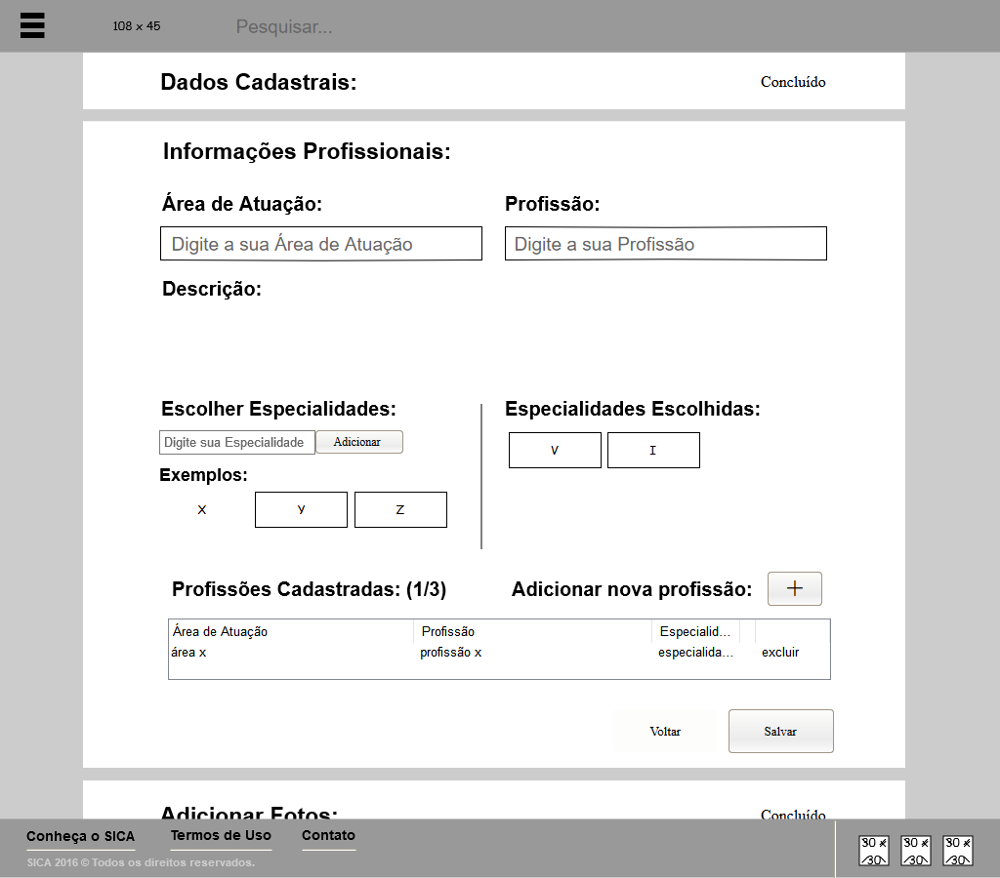 108 x 45
Pesquisar...
Dados Cadastrais:
Concluído
Informações Profissionais:
Área de Atuação:
Profissão:
Digite a sua Área de Atuação
Digite a sua Profissão
Descrição:
Escolher Especialidades:
Especialidades Escolhidas:
Digite sua Especialidade
Adicionar
V
I
Exemplos:
X
y
Z
Profissões Cadastradas: (1/3)
Adicionar nova profissão:
+
Área de Atuação
Profissão
Especialid...
área x
profissão x
especialida...
excluir
Voltar
Salvar
Adicionar Fotos:
Concluído
Conheça o SICA
Termos de Uso
Contato
SICA 2016 © Todos os direitos reservados.
30 x
30
30 x
30
30 x
30